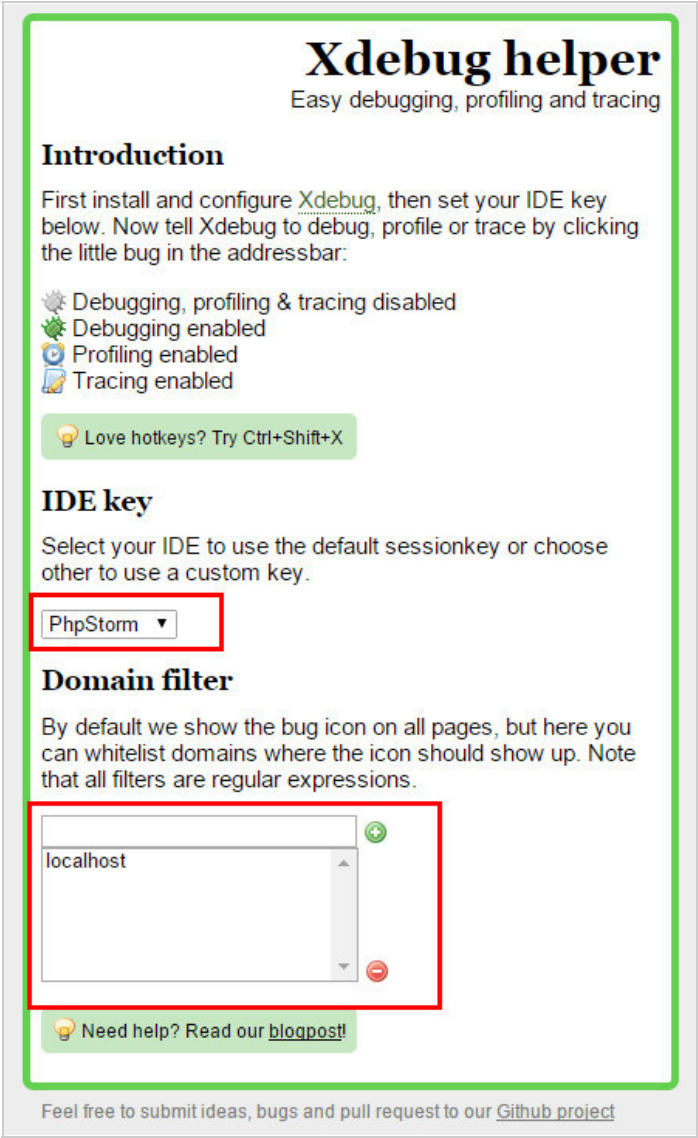 Xdebug helper
Easy debugging, profiling and tracing
Introduction
First install and configure Xdebug, then set your IDE key
below. Now tell Xdebug to debug, profile or trace by clicking
the little bug in the addressbar:
Debugging, profiling & tracing disabled
Debugging enabled
Profiling enabled
Tracing enabled
Love hotkeys? Try Ctrl+Shift+X
IDE key
Select your IDE to use the default sessionkey or choose
other to use a custom key.
PhpStorm
Domain filter
By default we show the bug icon on all pages, but here you
can whitelist domains where the icon should show up. Note
that all filters are regular expressions.
localhost
Need help? Read our blogpost!
Feel free to submit ideas, bugs and pull request to our Github project